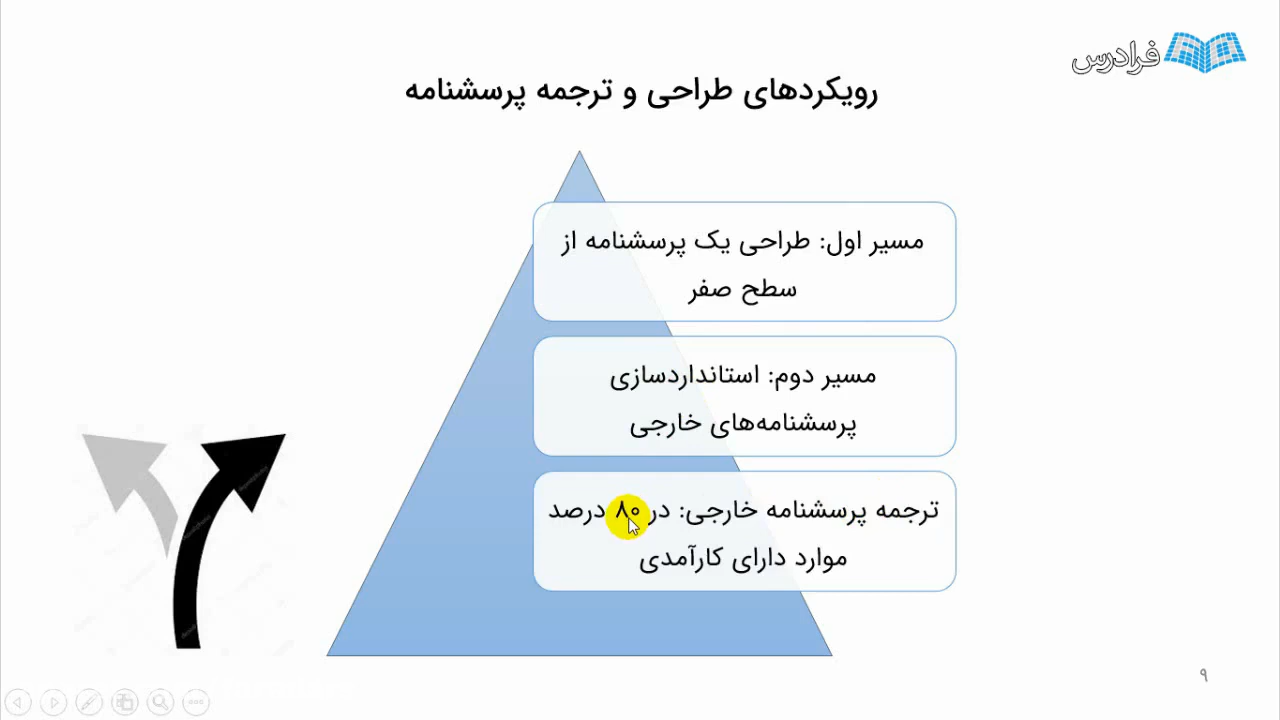 فرادرس
رویکردهای طراحی و ترجمه پرسشنامه
مسیر اول: طراحی یک پرسشنامه از
سطح صفر
مسیر دوم: استانداردسازی
پرسشنامه‌های خارجی
ترجمه پرسشنامه خارجی: در ۸۰ درصد
موارد دارای کارآمدی
۹